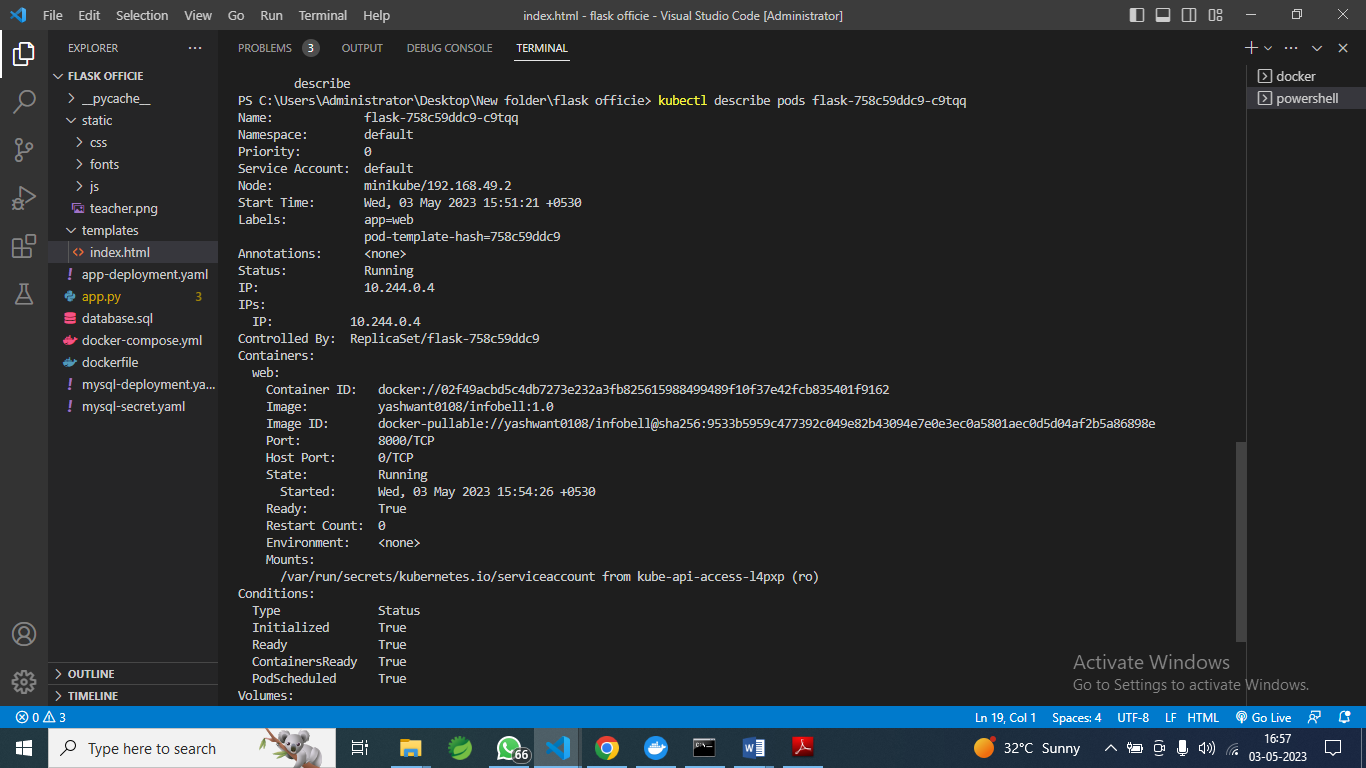 File Edit Selection View Go Run Terminal Help
index.html - flask officie - Visual Studio Code [Administrator]
EXPLORER
FLASK OFFICIE
__pycache__
static
css
fonts
js
teacher.png
templates
index.html
app-deployment.yaml
app.py 3
database.sql
docker-compose.yml
dockerfile
mysql-deployment.ya...
mysql-secret.yaml
OUTLINE
TIMELINE
PROBLEMS 3 OUTPUT DEBUG CONSOLE TERMINAL
describe
PS C:\Users\Administrator\Desktop\New folder\flask officie> kubectl describe pods flask-758c59ddc9-c9tqq
Name: flask-758c59ddc9-c9tqq
Namespace: default
Priority: 0
Service Account: default
Node: minikube/192.168.49.2
Start Time: Wed, 03 May 2023 15:51:21 +0530
Labels: app=web
pod-template-hash=758c59ddc9
Annotations: <none>
Status: Running
IP: 10.244.0.4
IPs:
IP: 10.244.0.4
Controlled By: ReplicaSet/flask-758c59ddc9
Containers:
web:
Container ID: docker://02f49acbd5c4db7273e232a3fb825615988499489f10f37e42fcb835401f9162
Image: yashwant0108/infobell:1.0
Image ID: docker-pullable://yashwant0108/infobell@sha256:9533b5959c477392c049e82b43094e7e0e3ec0a5801aec0d5d04af2b5a86898e
Port: 8000/TCP
Host Port: 0/TCP
State: Running
Started: Wed, 03 May 2023 15:54:26 +0530
Ready: True
Restart Count: 0
Environment: <none>
Mounts:
/var/run/secrets/kubernetes.io/serviceaccount from kube-api-access-l4pxp (ro)
Conditions:
Type Status
Initialized True
Ready True
ContainersReady True
PodScheduled True
Volumes:
docker
powershell
Activate Windows
Go to Settings to activate Windows.
0 3
Ln 19, Col 1 Spaces: 4 UTF-8 LF HTML Go Live
Type here to search
66
32°C Sunny
16:57
03-05-2023